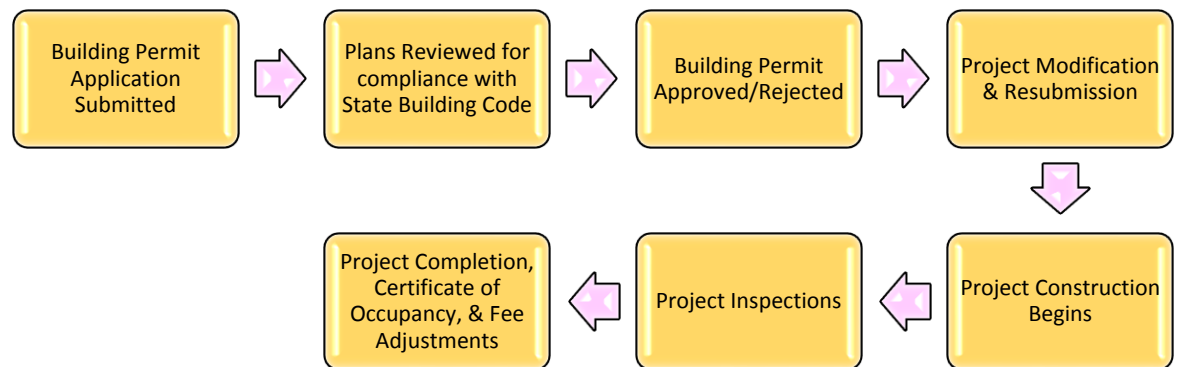 Building Permit
Application
Submitted
Plans Reviewed for
compliance with
State Building Code
Building Permit
Approved/Rejected
Project Modification
& Resubmission
Project Construction
Begins
Project Inspections
Project Completion,
Certificate of
Occupancy, & Fee
Adjustments